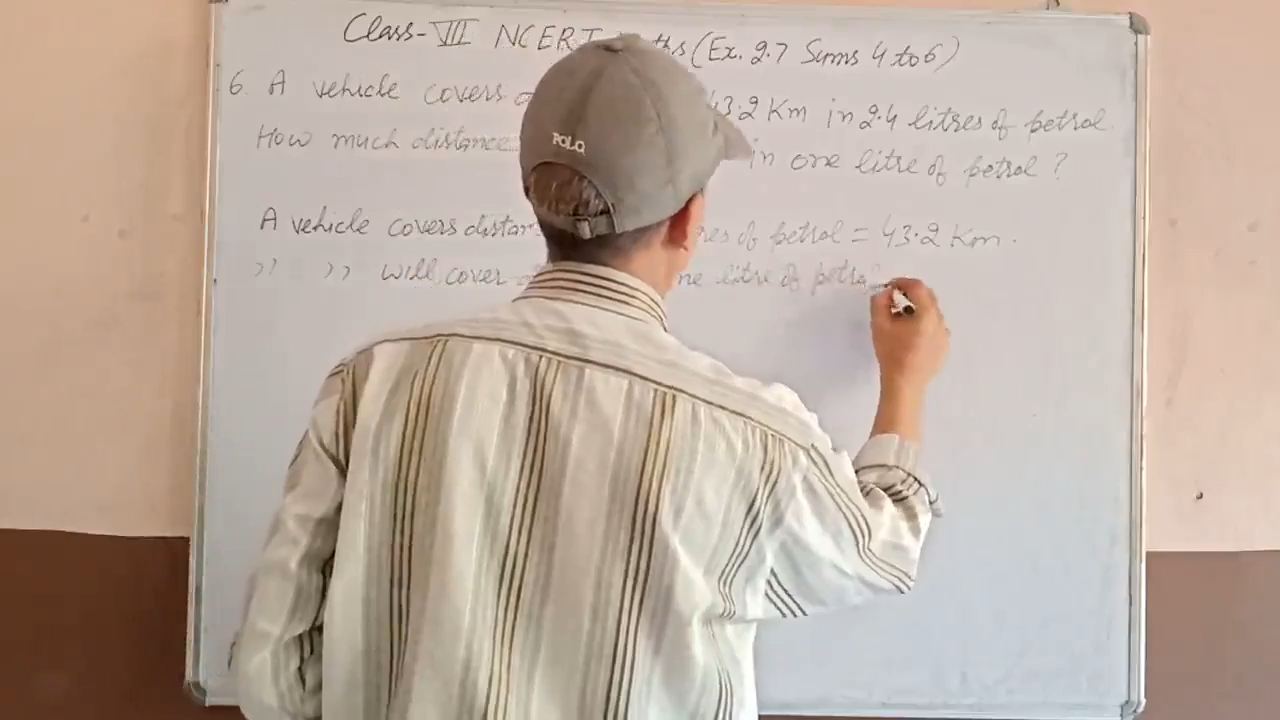 Class-VII NCERT Maths (Ex. 2.7 Sums 4 to 6)
6. A vehicle covers 43.2 Km in 2.4 litres of petrol.
How much distance in one litre of petrol ?
A vehicle covers of petrol = 43.2 Km.
” ” will cover litre of petrol
POLO